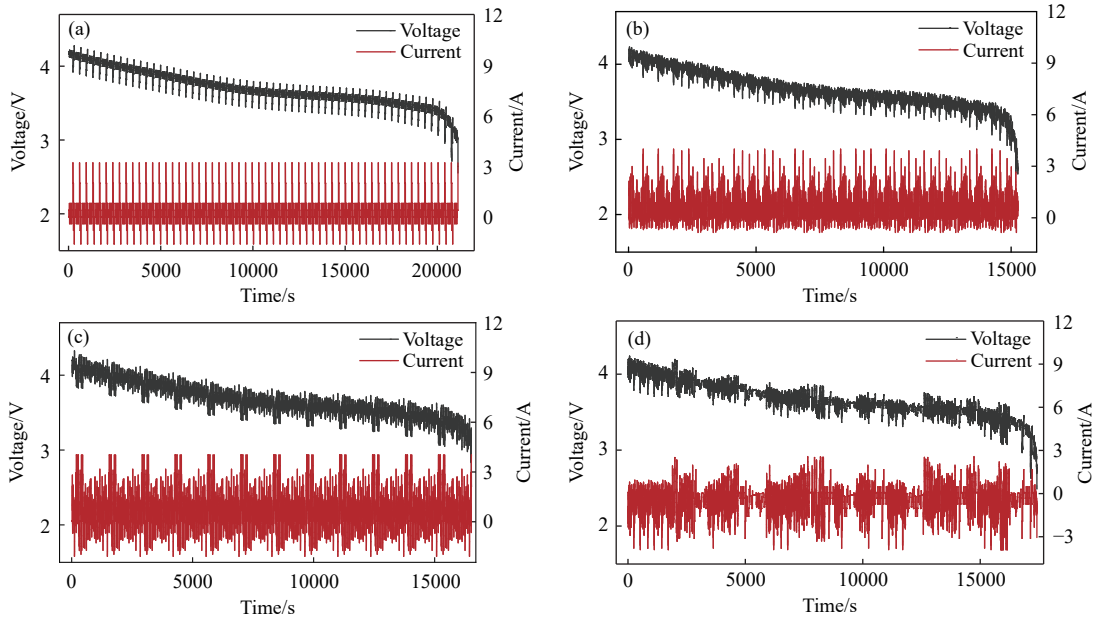 (a)
Voltage
Current
12
9
6
3
0
4
3
2
Voltage/V
Current/A
0
5000
10000
15000
20000
Time/s
(b)
Voltage
Current
12
9
6
3
0
4
3
2
Voltage/V
Current/A
0
5000
10000
15000
Time/s
(c)
Voltage
Current
12
9
6
3
0
4
3
2
Voltage/V
Current/A
0
5000
10000
15000
Time/s
(d)
Voltage
Current
12
9
6
3
0
−3
4
3
2
Voltage/V
Current/A
0
5000
10000
15000
Time/s